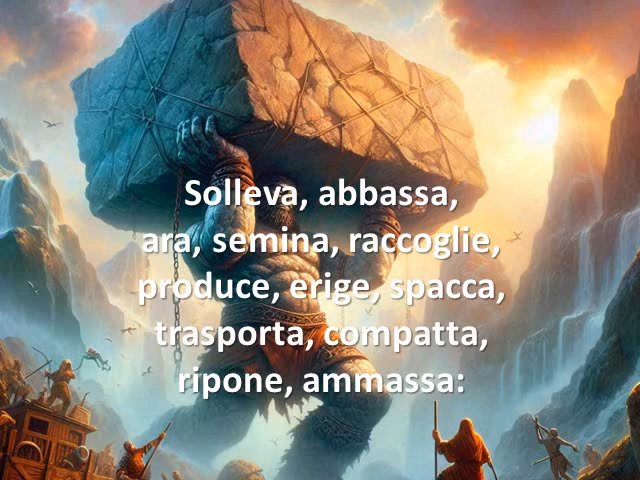 Solleva, abbassa,
ara, semina, raccoglie,
produce, erige, spacca,
trasporta, compatta,
ripone, ammassa: